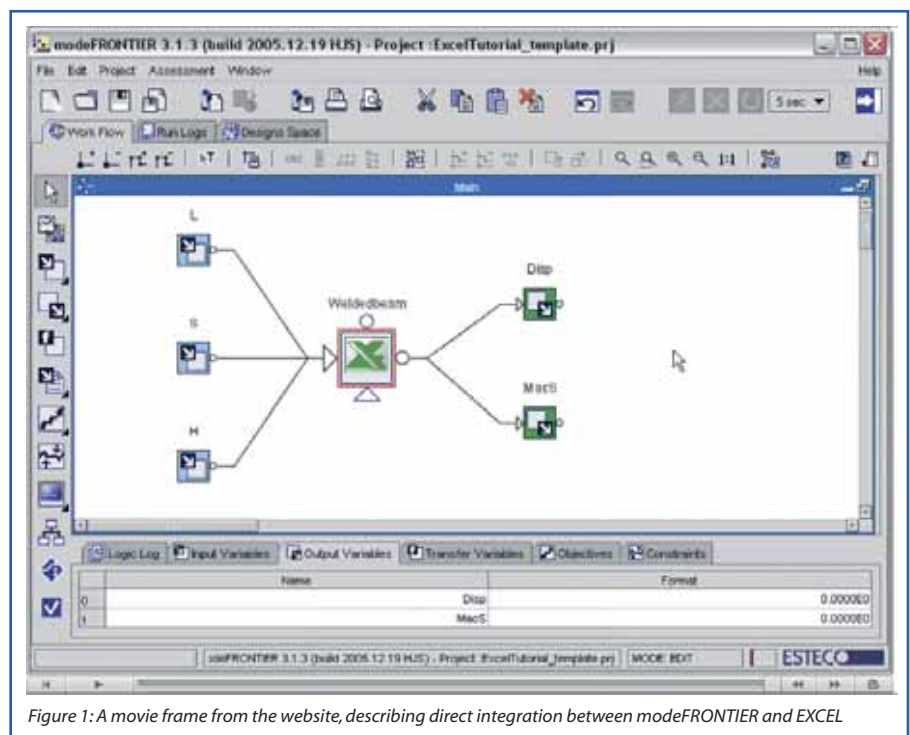 modeFRONTIER 3.1.3 (build 2005.12.19 HJS) - Project :ExcelTutorial_template.prj
File Edit Project Assessment Window Help
5 sec
Work Flow Run Logs Designs Space
1:1
Main
L
S
H
Weldedbeam
Disp
MacS
Logic Log Input Variables Output Variables Transfer Variables Objectives Constraints
Name Format
0 Disp 0.0000E0
1 MacS 0.0000E0
modeFRONTIER 3.1.3 (build 2005.12.19 HJS) - Project :ExcelTutorial_template.prj MODE: EDIT ESTECO
Figure 1: A movie frame from the website, describing direct integration between modeFRONTIER and EXCEL